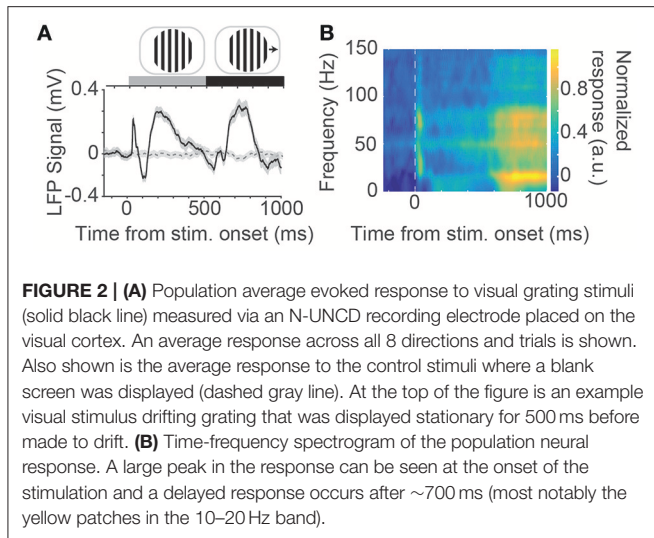 A
B
LFP Signal (mV)
0.4
0
-0.4
0
500
1000
Time from stim. onset (ms)
Frequency (Hz)
150
100
50
0
0
1000
Time from stim. onset (ms)
0.8
0.4
0
Normalized
response (a.u.)
FIGURE 2 | (A) Population average evoked response to visual grating stimuli
(solid black line) measured via an N-UNCD recording electrode placed on the
visual cortex. An average response across all 8 directions and trials is shown.
Also shown is the average response to the control stimuli where a blank
screen was displayed (dashed gray line). At the top of the figure is an example
visual stimulus drifting grating that was displayed stationary for 500 ms before
made to drift. (B) Time-frequency spectrogram of the population neural
response. A large peak in the response can be seen at the onset of the
stimulation and a delayed response occurs after ~700 ms (most notably the
yellow patches in the 10–20 Hz band).